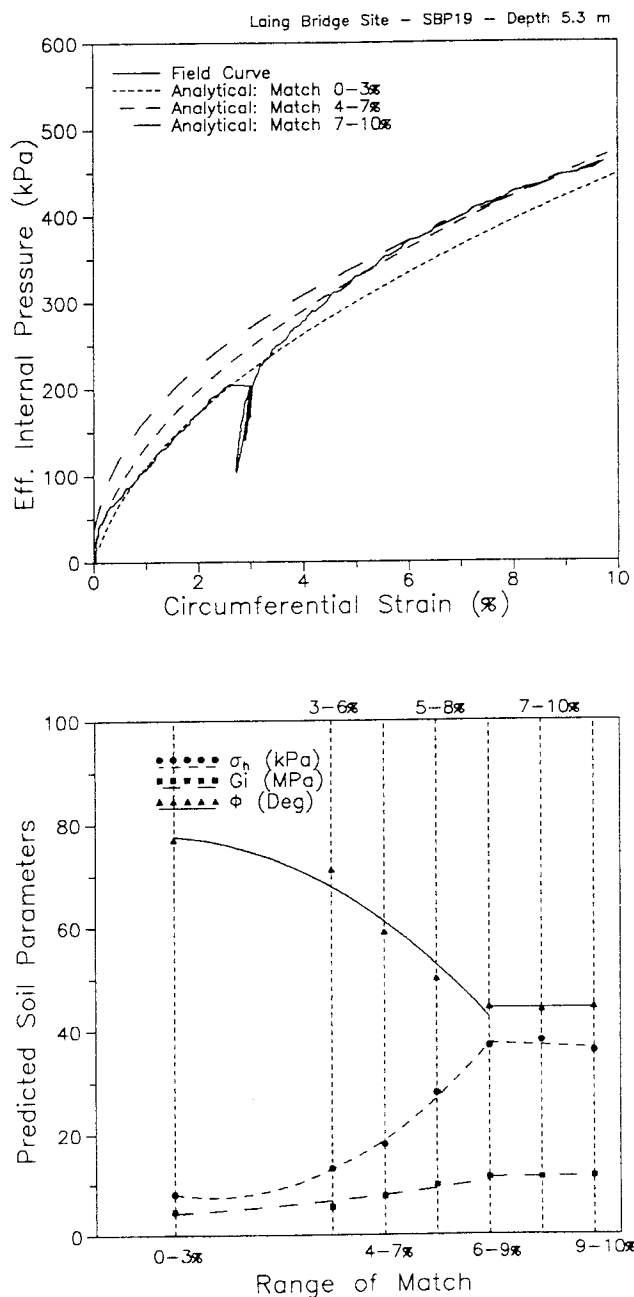 Laing Bridge Site - SBP19 - Depth 5.3 m
600
500
400
300
200
100
0
Eff. Internal Pressure (kPa)
Field Curve
Analytical: Match 0-3%
Analytical: Match 4-7%
Analytical: Match 7-10%
0 2 4 6 8 10
Circumferential Strain (%)
3-6% 5-8% 7-10%
100
80
60
40
20
0
Predicted Soil Parameters
σh (kPa)
Gi (MPa)
Φ (Deg)
0-3% 4-7% 6-9% 9-10%
Range of Match